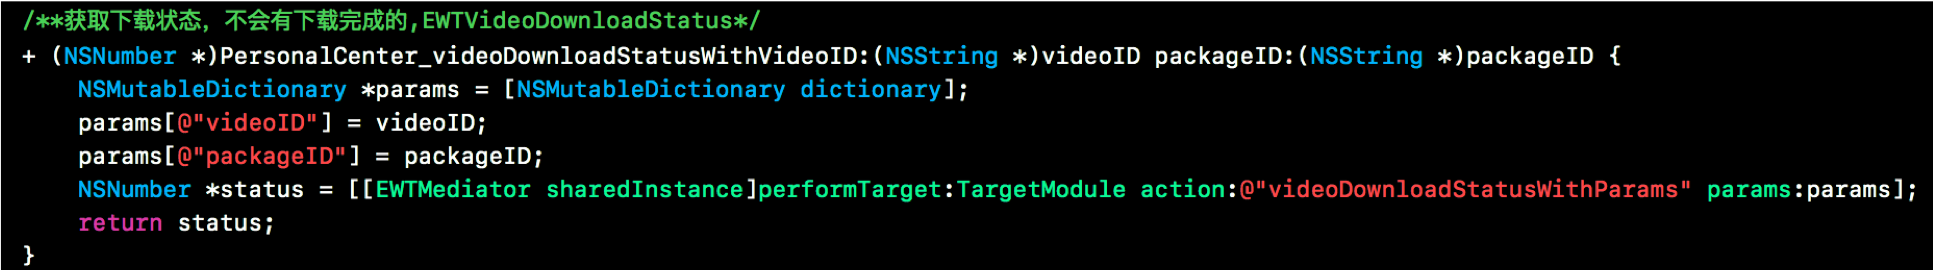 /**获取下载状态，不会有下载完成的,EWTVideoDownloadStatus*/
+ (NSNumber *)PersonalCenter_videoDownloadStatusWithVideoID:(NSString *)videoID packageID:(NSString *)packageID {
    NSMutableDictionary *params = [NSMutableDictionary dictionary];
    params[@"videoID"] = videoID;
    params[@"packageID"] = packageID;
    NSNumber *status = [[EWTMediator sharedInstance]performTarget:TargetModule action:@"videoDownloadStatusWithParams" params:params];
    return status;
}